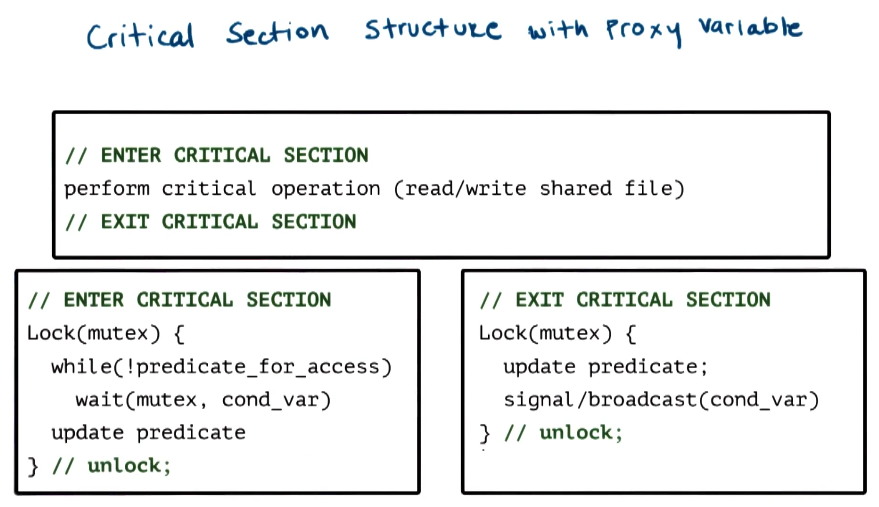 Critical Section Structure with Proxy Variable
// ENTER CRITICAL SECTION
perform critical operation (read/write shared file)
// EXIT CRITICAL SECTION
// ENTER CRITICAL SECTION
Lock(mutex) {
while(!predicate_for_access)
wait(mutex, cond_var)
update predicate
} // unlock;
// EXIT CRITICAL SECTION
Lock(mutex) {
update predicate;
signal/broadcast(cond_var)
} // unlock;